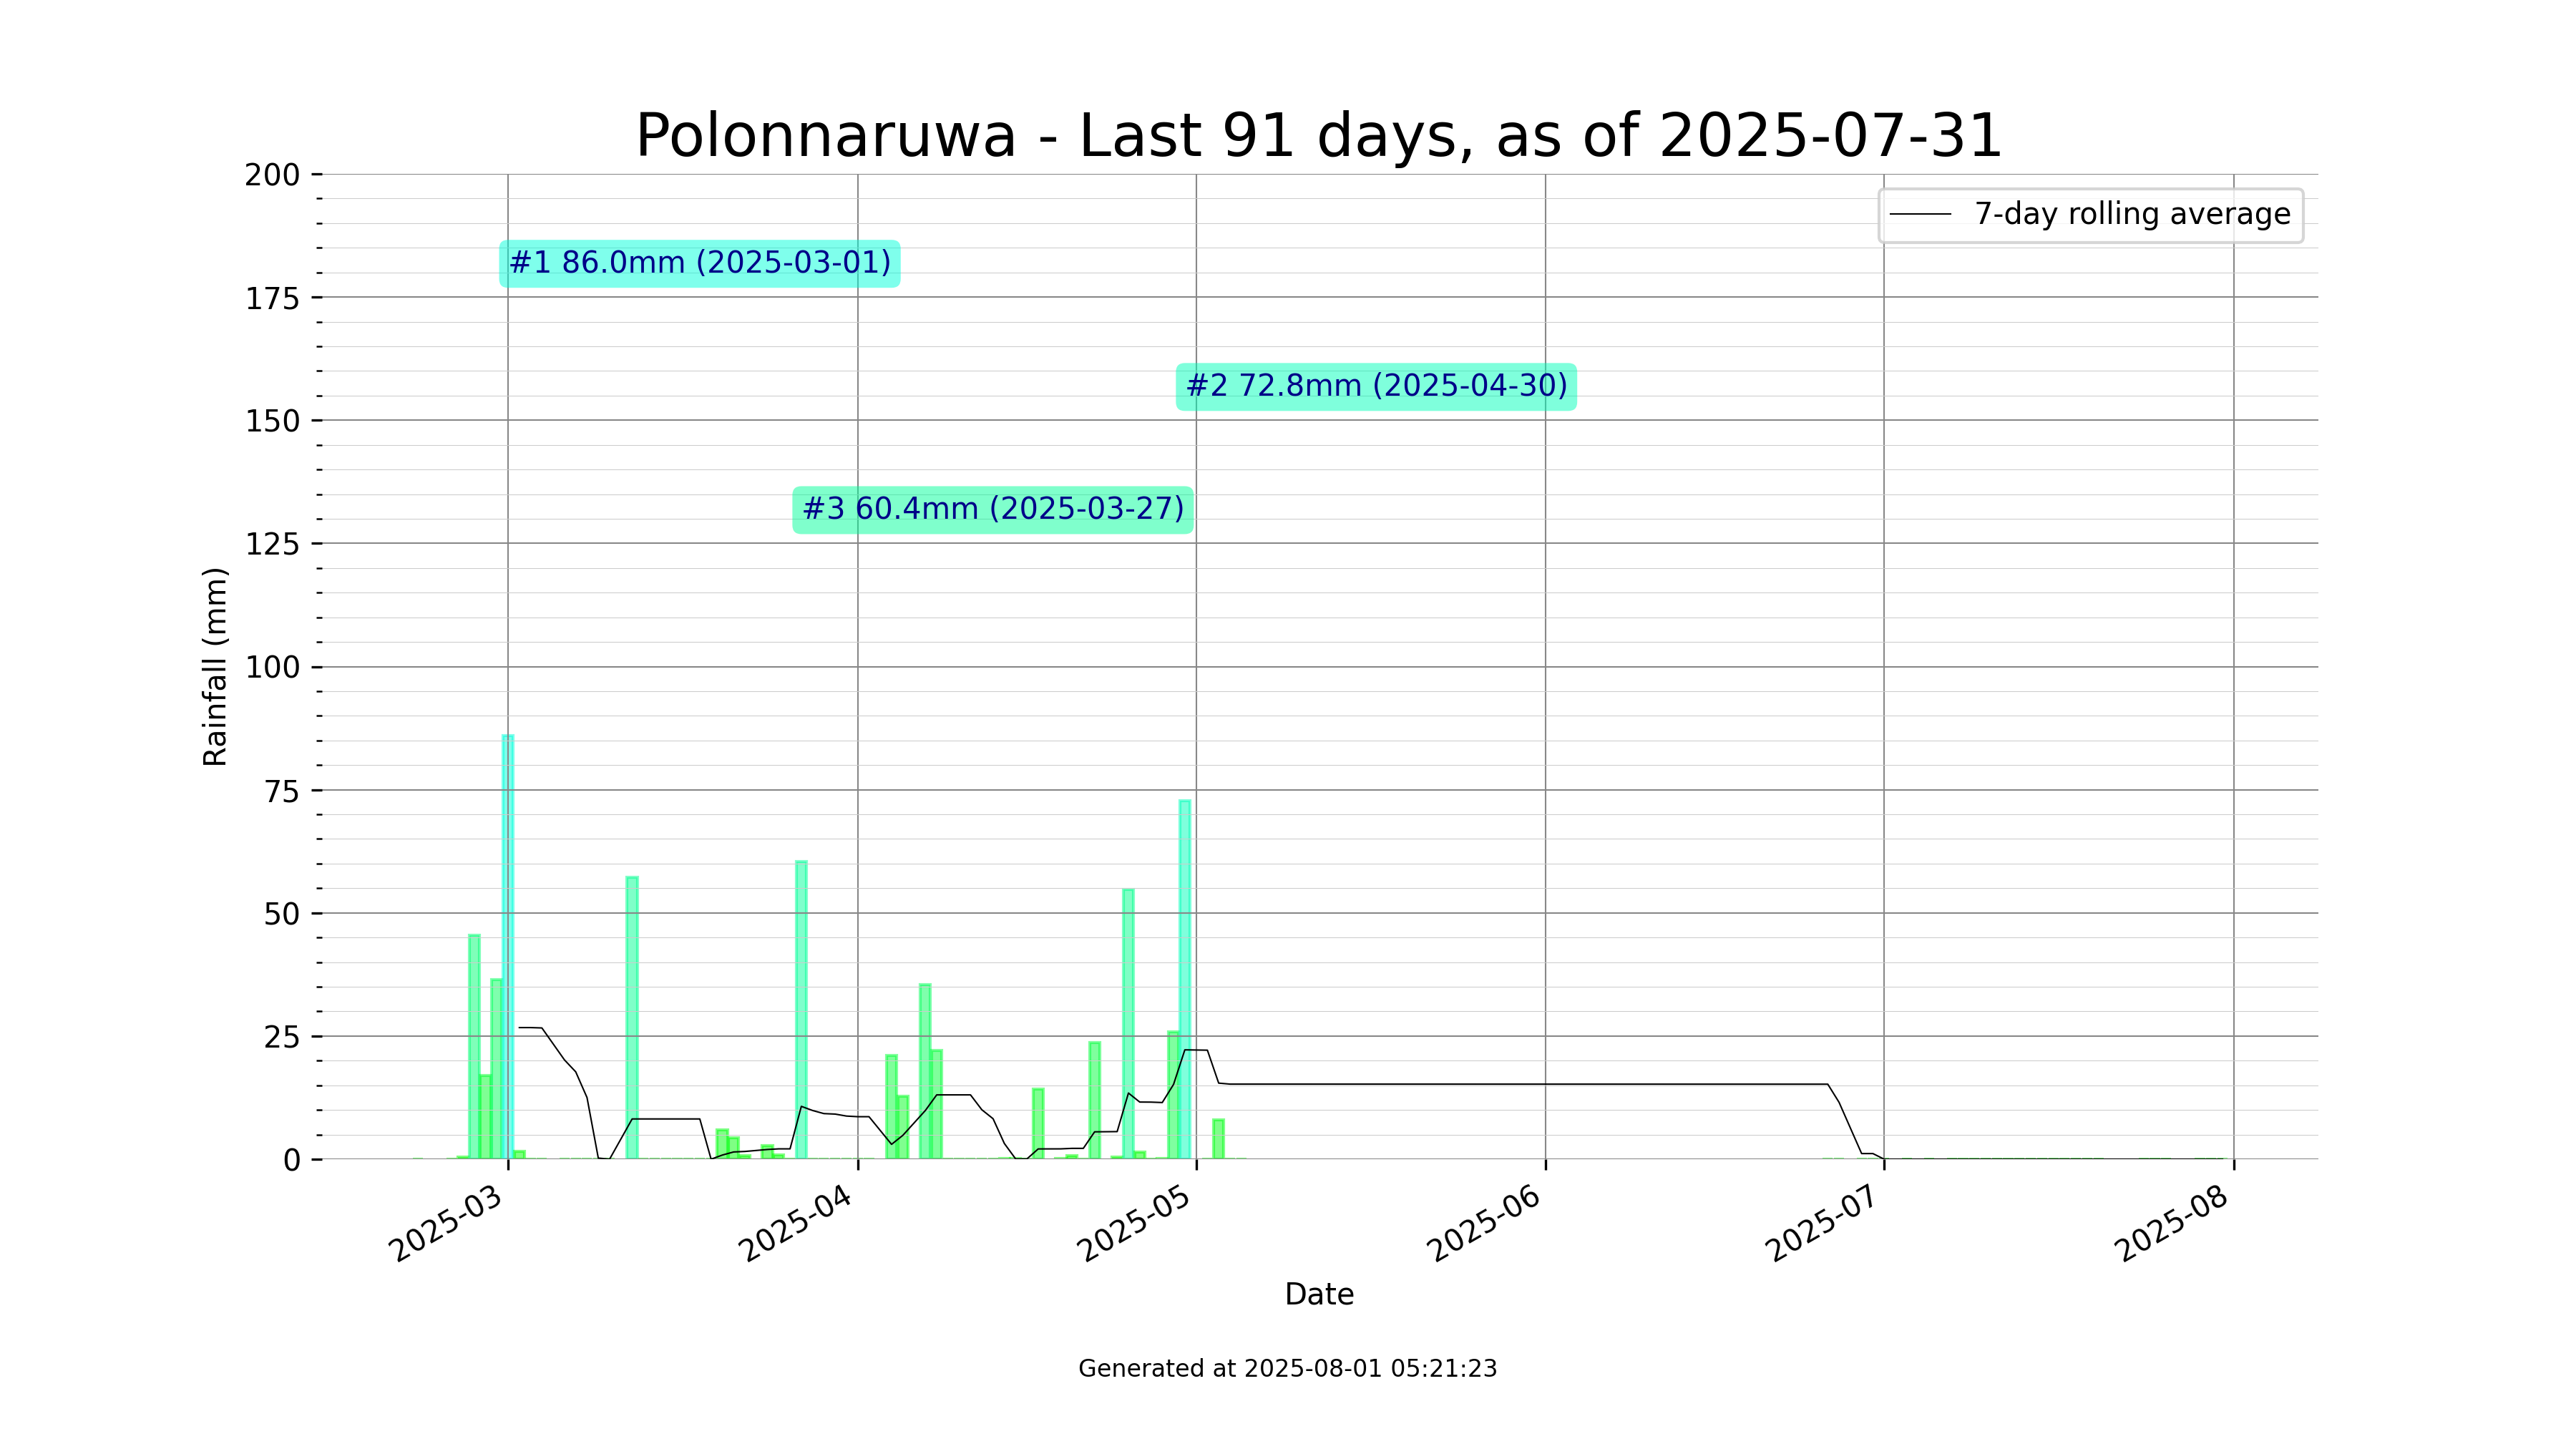 Polonnaruwa - Last 91 days, as of 2025-07-31
200
175
150
125
100
75
50
25
0
Rainfall (mm)
7-day rolling average
#1 86.0mm (2025-03-01)
#2 72.8mm (2025-04-30)
#3 60.4mm (2025-03-27)
2025-03
2025-04
2025-05
2025-06
2025-07
2025-08
Date
Generated at 2025-08-01 05:21:23